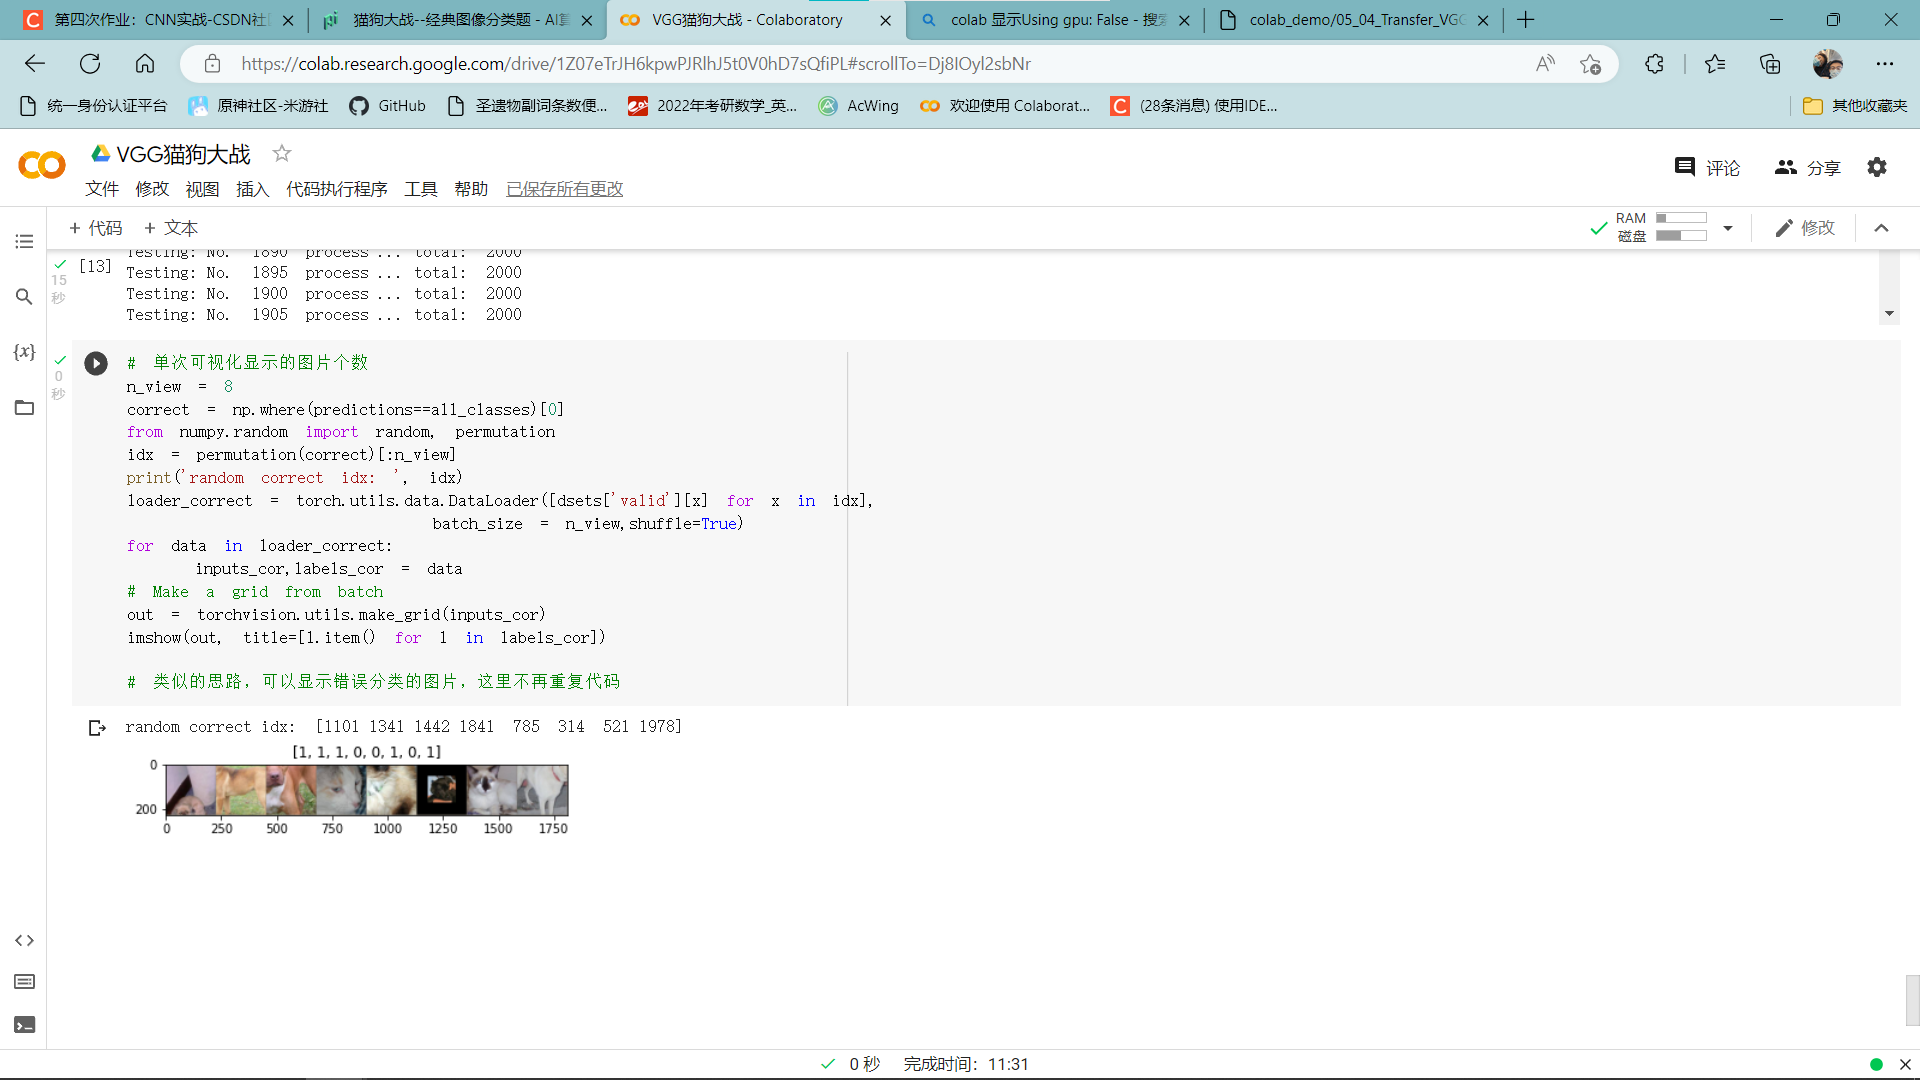 第四次作业：CNN实战-CSDN社
猫狗大战--经典图像分类题 - AI
VGG猫狗大战 - Colaboratory
colab 显示Using gpu: False - 搜
colab_demo/05_04_Transfer_VGG
https://colab.research.google.com/drive/1Z07eTrJH6kpwPJRlhJ5t0V0hD7sQfiPL#scrollTo=Dj8IOyl2sbNr
统一身份认证平台
原神社区-米游社
GitHub
圣遗物副词条数便...
2022年考研数学_英...
AcWing
欢迎使用 Colaborat...
(28条消息) 使用IDE...
其他收藏夹
VGG猫狗大战
评论
分享
文件 修改 视图 插入 代码执行程序 工具 帮助 已保存所有更改
+ 代码 + 文本
RAM
磁盘
修改
[13]
15
秒
Testing: No. 1890 process ... total: 2000
Testing: No. 1895 process ... total: 2000
Testing: No. 1900 process ... total: 2000
Testing: No. 1905 process ... total: 2000
{x}
0
秒
# 单次可视化显示的图片个数
n_view = 8
correct = np.where(predictions==all_classes)[0]
from numpy.random import random, permutation
idx = permutation(correct)[:n_view]
print('random correct idx: ', idx)
loader_correct = torch.utils.data.DataLoader([dsets['valid'][x] for x in idx],
batch_size = n_view,shuffle=True)
for data in loader_correct:
inputs_cor,labels_cor = data
# Make a grid from batch
out = torchvision.utils.make_grid(inputs_cor)
imshow(out, title=[l.item() for l in labels_cor])
# 类似的思路，可以显示错误分类的图片，这里不再重复代码
random correct idx: [1101 1341 1442 1841 785 314 521 1978]
[1, 1, 1, 0, 0, 1, 0, 1]
0
200
0 250 500 750 1000 1250 1500 1750
0 秒 完成时间：11:31